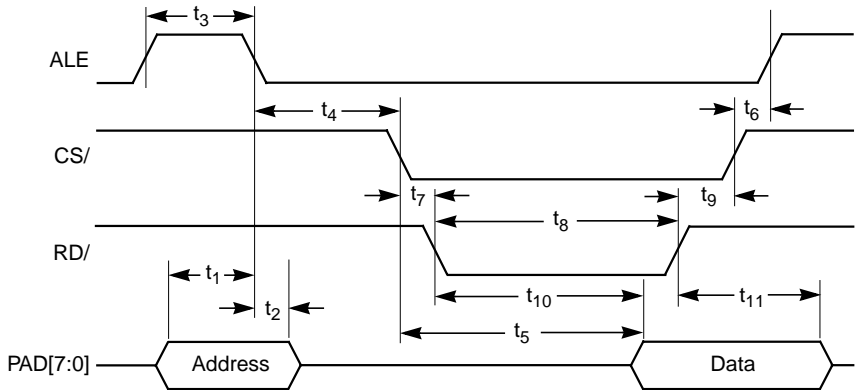 t3
ALE
t4
t6
CS/
t7
t9
t8
RD/
t1
t10
t11
t2
t5
PAD[7:0]
Address
Data